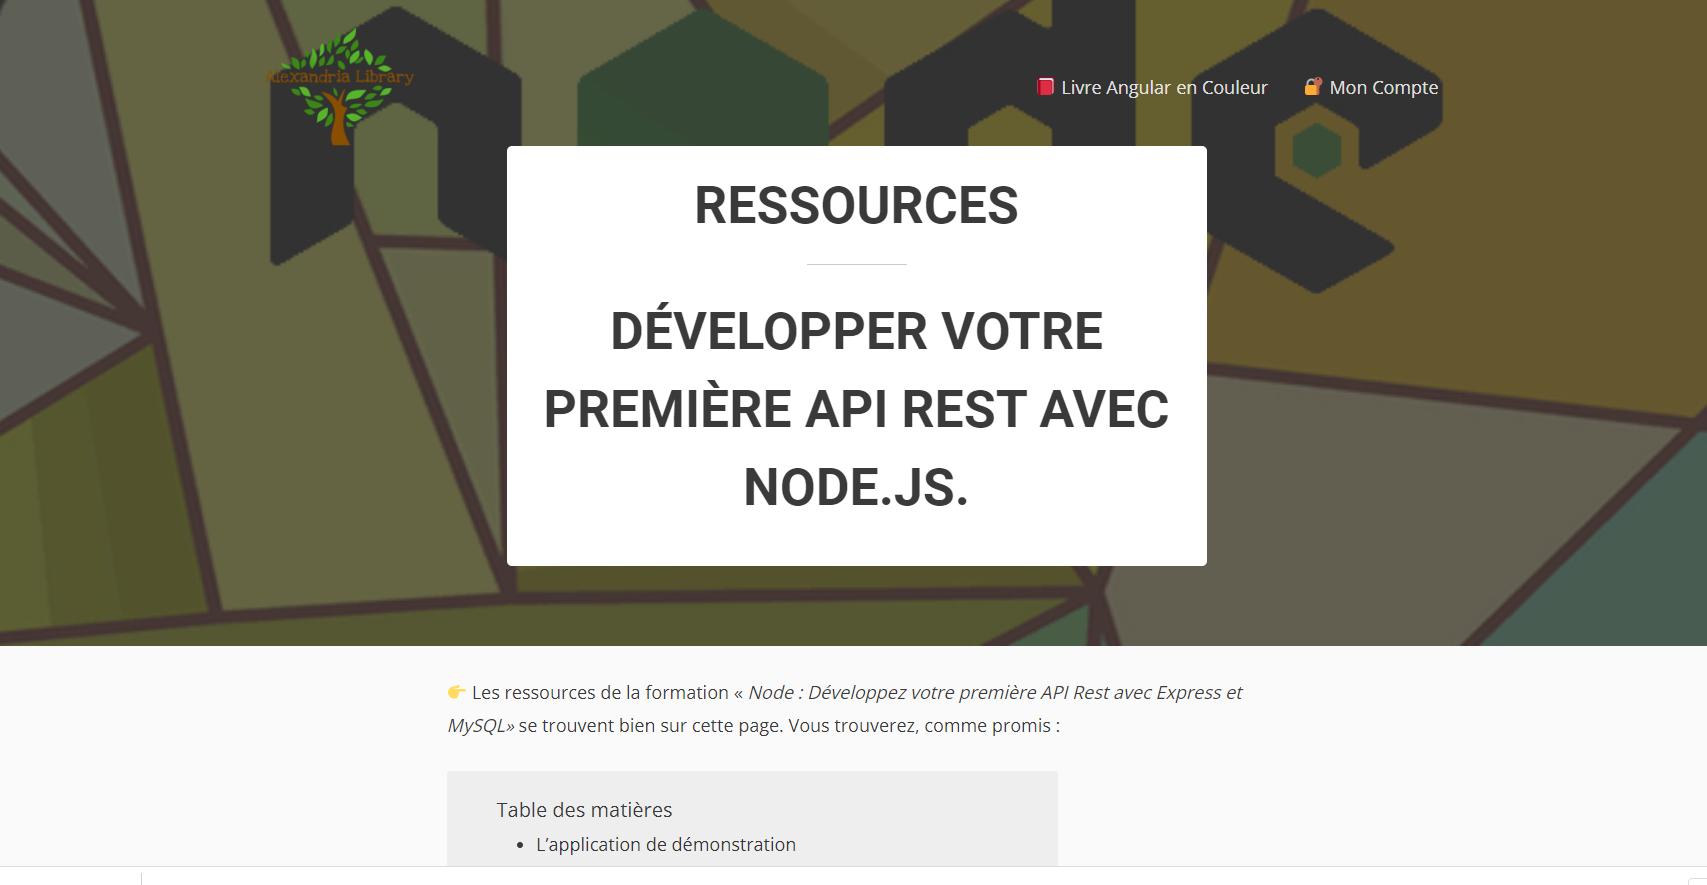 Alexandria Library
Livre Angular en Couleur
Mon Compte
RESSOURCES
DÉVELOPPER VOTRE
PREMIÈRE API REST AVEC
NODE.JS.
Les ressources de la formation « Node : Développez votre première API Rest avec Express et
MySQL» se trouvent bien sur cette page. Vous trouverez, comme promis :
Table des matières
• L’application de démonstration